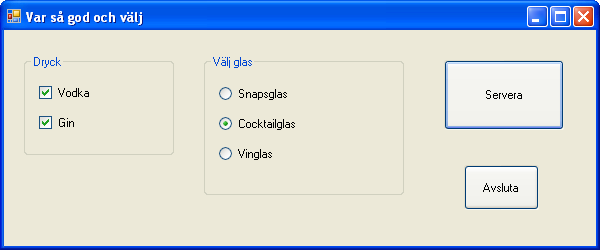 Var så god och välj
Dryck
Vodka
Gin
Välj glas
Snapsglas
Cocktailglas
Vinglas
Servera
Avsluta